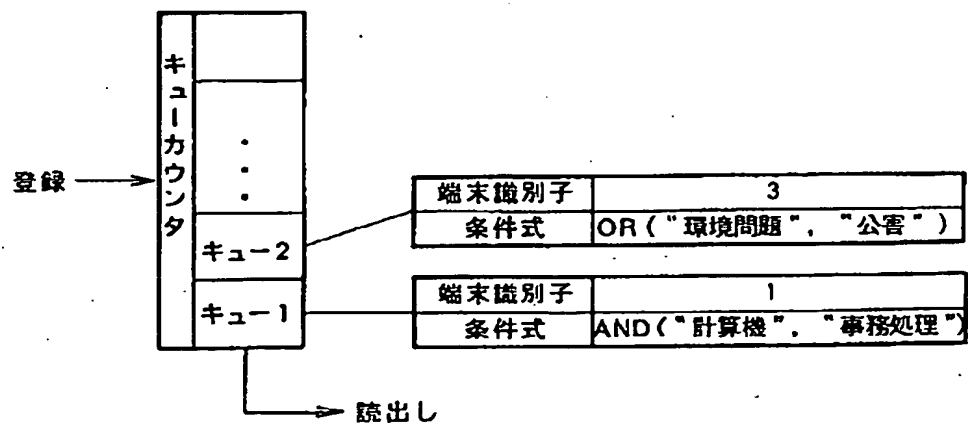 キューカウンタ
登録
端末識別子 3
条件式 OR("環境問題", "公害")
キュー2
端末識別子 1
条件式 AND("計算機", "事務処理")
キュー1
読出し